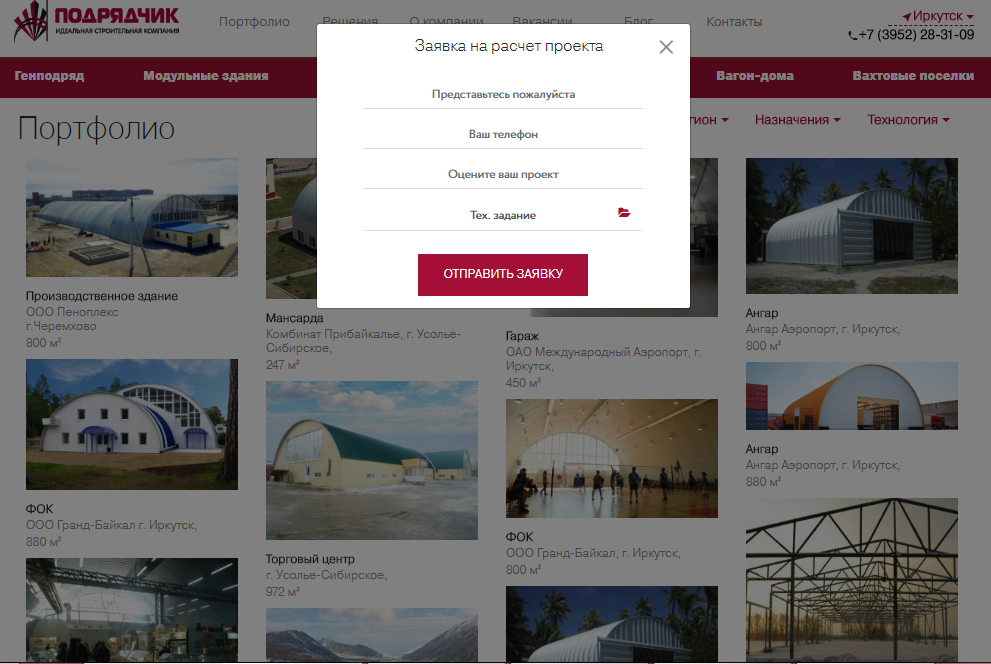 ПОДРЯДЧИК
ИДЕАЛЬНАЯ СТРОИТЕЛЬНАЯ КОМПАНИЯ
Портфолио
Решения
О компании
Вакансии
Блог
Контакты
Иркутск
+7 (3952) 28-31-09
Генподряд
Модульные здания
Вагон-дома
Вахтовые поселки
Заявка на расчет проекта
Представьтесь пожалуйста
Ваш телефон
Оцените ваш проект
Тех. задание
ОТПРАВИТЬ ЗАЯВКУ
Портфолио
гион
Назначения
Технология
Производственное здание
ООО Пеноплекс
г.Черемхово
800 м²
ФОК
ООО Гранд-Байкал г. Иркутск,
880 м²
Мансарда
Комбинат Прибайкалье, г. Усолье-
Сибирское,
247 м²
Торговый центр
г. Усолье-Сибирское,
972 м²
Гараж
ОАО Международный Аэропорт, г.
Иркутск,
450 м²
ФОК
ООО Гранд-Байкал, г. Иркутск,
800 м²
Ангар
Ангар Аэропорт, г. Иркутск,
800 м²
Ангар
Ангар Аэропорт, г. Иркутск,
880 м²